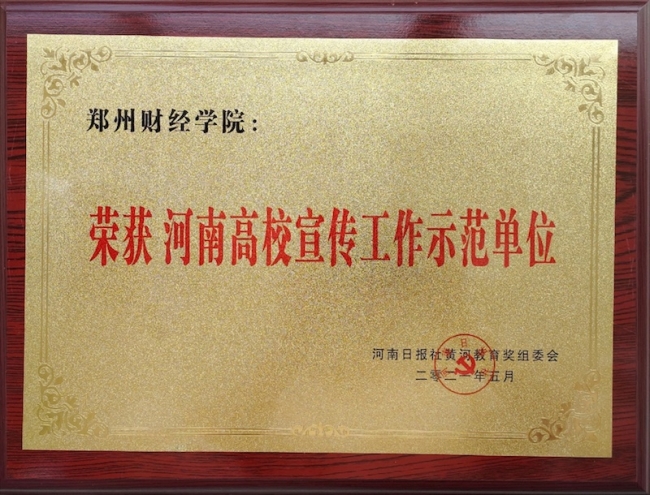 郑州财经学院：
荣获 河南高校宣传工作示范单位
河南日报社黄河教育奖组委会
二零二一年五月